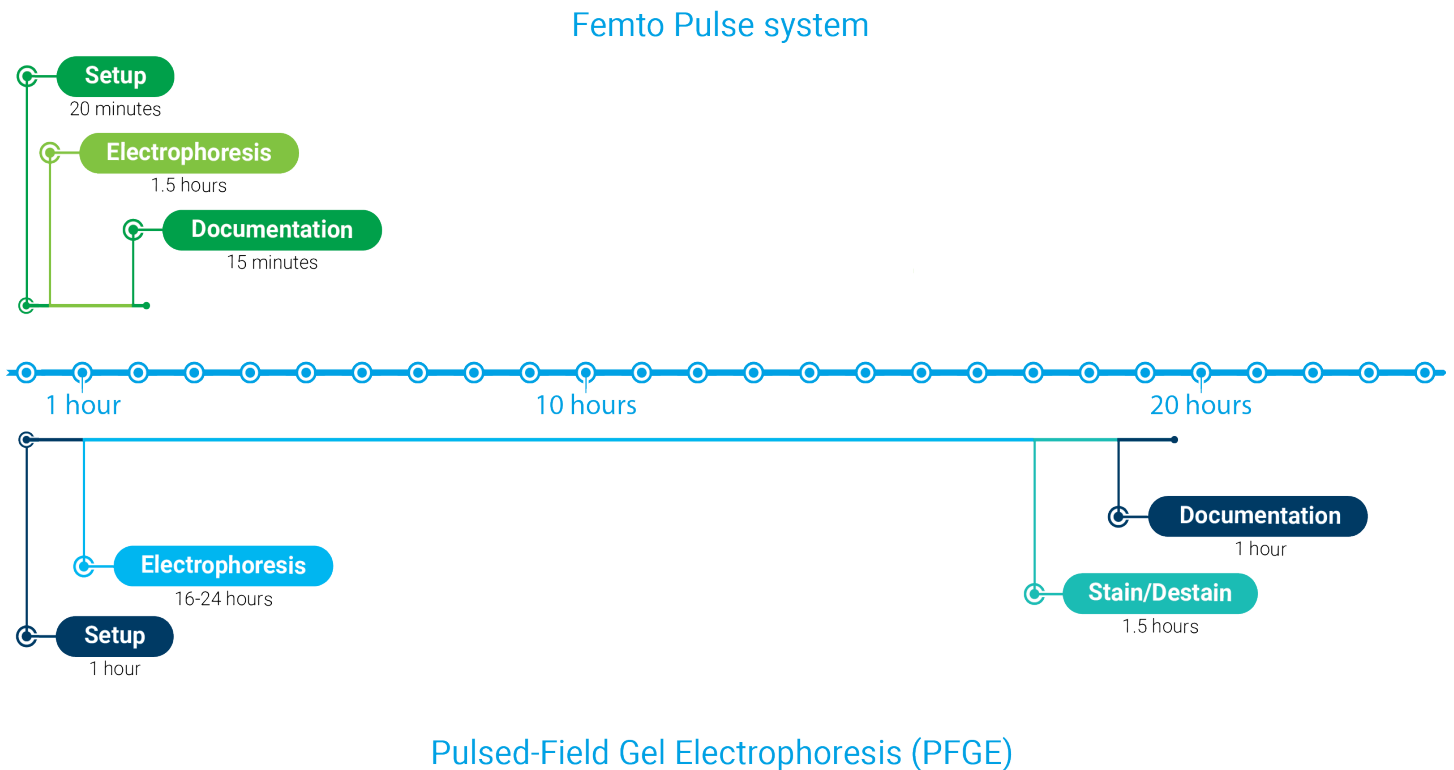 Femto Pulse system
Setup
20 minutes
Electrophoresis
1.5 hours
Documentation
15 minutes
1 hour
10 hours
20 hours
Documentation
1 hour
Electrophoresis
16-24 hours
Stain/Destain
1.5 hours
Setup
1 hour
Pulsed-Field Gel Electrophoresis (PFGE)